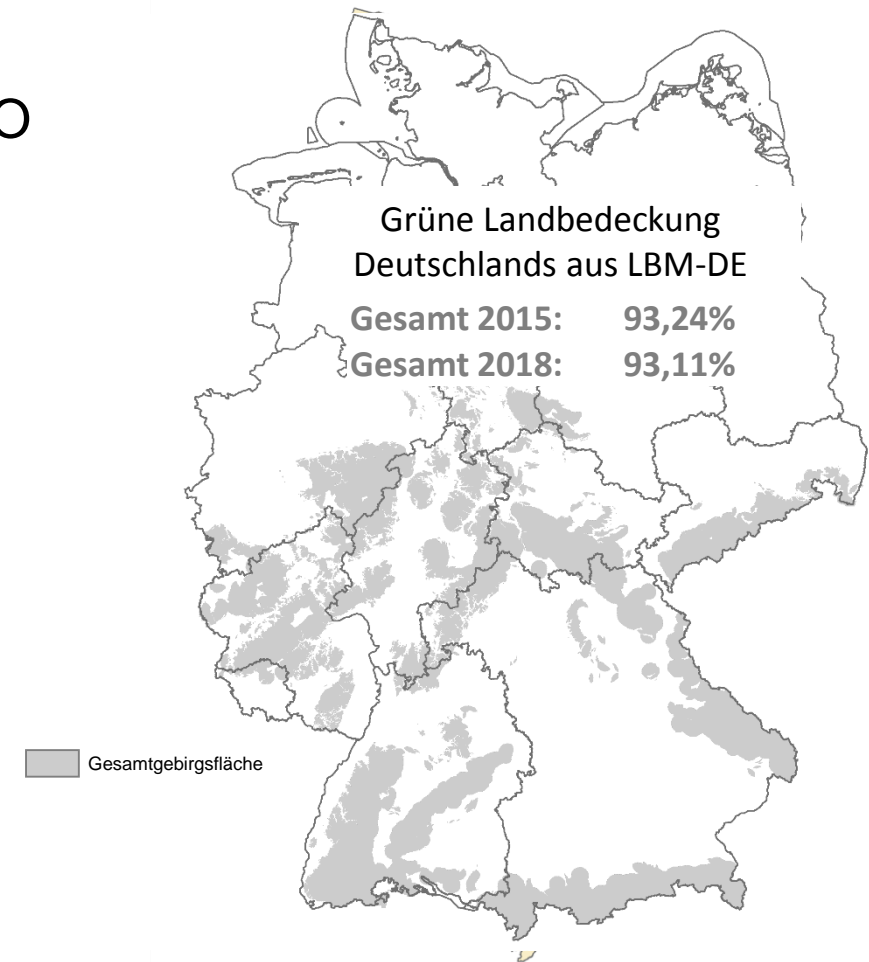 o
Grüne Landbedeckung
Deutschlands aus LBM-DE
Gesamt 2015: 93,24%
Gesamt 2018: 93,11%
Gesamtgebirgsfläche